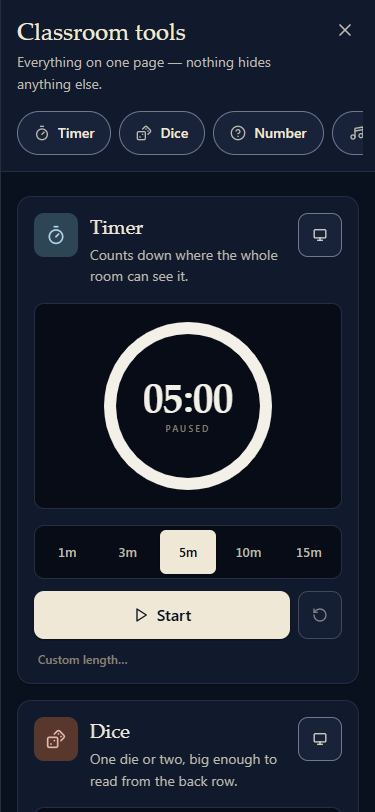 Classroom tools
Everything on one page — nothing hides
anything else.
Timer
Dice
Number
Timer
Counts down where the whole
room can see it.
05:00
PAUSED
1m
3m
5m
10m
15m
Start
Custom length...
Dice
One die or two, big enough to
read from the back row.